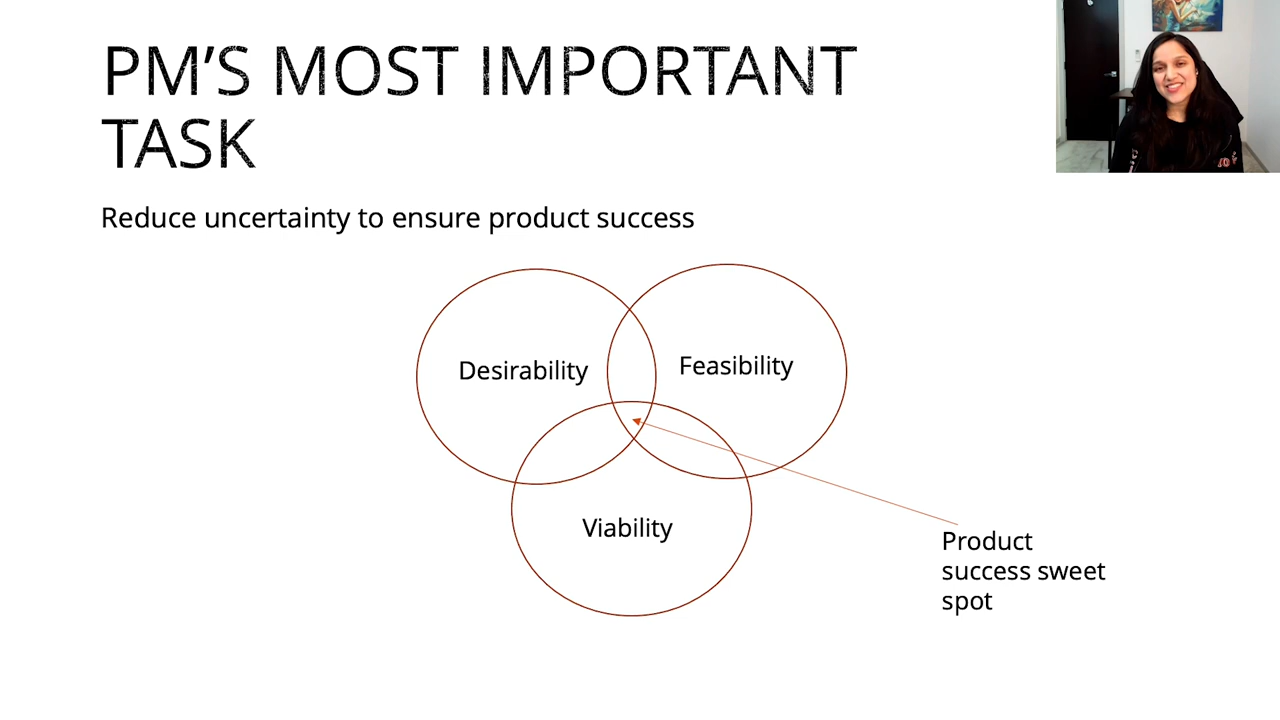 PM’S MOST IMPORTANT
TASK
Reduce uncertainty to ensure product success
Desirability
Feasibility
Viability
Product
success sweet
spot